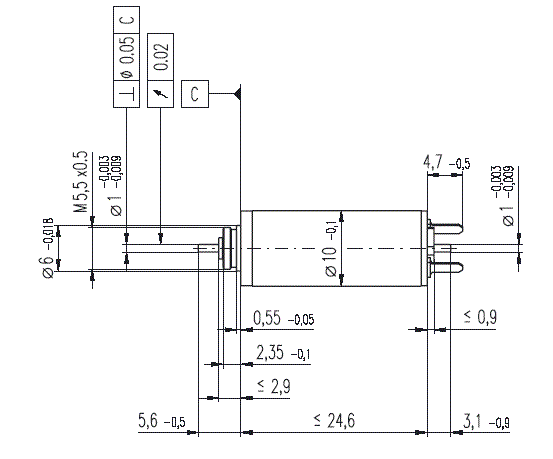 ⊥ ⌀ 0.05 C
↗ 0.02
C
4,7 -0,5
M5,5 x0.5
⌀1 -0,003 -0,009
⌀1 -0,003 -0,009
⌀6 -0,018
⌀10 -0,1
0,55 -0,05
≤ 0,9
2,35 -0,1
≤ 2,9
5,6 -0,5
≤ 24,6
3,1 -0,9